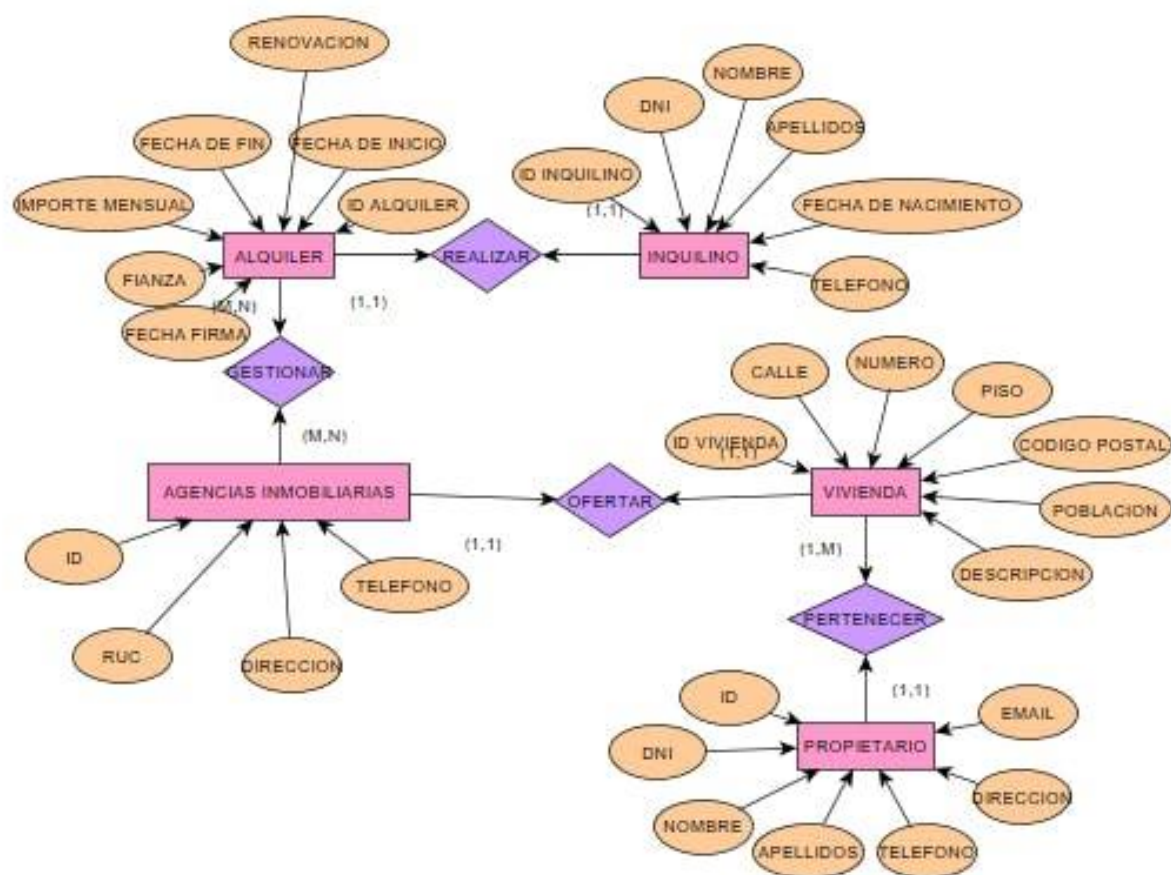 RENOVACION
NOMBRE
DNI
APELLIDOS
FECHA DE FIN
FECHA DE INICIO
ID INQUILINO
IMPORTE MENSUAL
ID ALQUILER
(1,1)
FECHA DE NACIMIENTO
ALQUILER
REALIZAR
INQUILINO
FIANZA
TELEFONO
(M,N)
(1,1)
FECHA FIRMA
GESTIONAR
CALLE
NUMERO
PISO
(M,N)
ID VIVIENDA
(1,1)
CODIGO POSTAL
AGENCIAS INMOBILIARIAS
OFERTAR
VIVIENDA
POBLACION
(1,1)
(1,M)
ID
TELEFONO
DESCRIPCION
PERTENECER
RUC
DIRECCION
(1,1)
ID
EMAIL
DNI
PROPIETARIO
DIRECCION
NOMBRE
APELLIDOS
TELEFONO